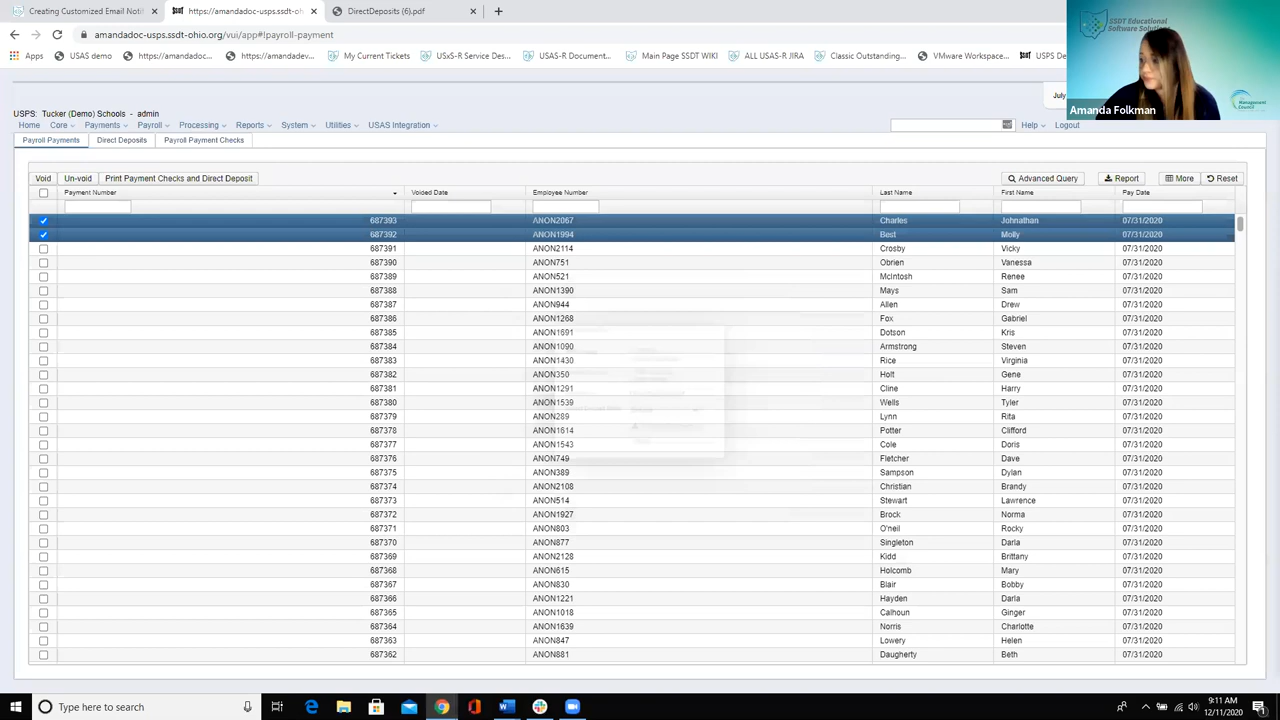 Creating Customized Email Notif
https://amandadoc-usps.ssdt-oh
DirectDeposits (6).pdf
amandadoc-usps.ssdt-ohio.org/vui/app#!payroll-payment
Apps
USAS demo
https://amandadoc...
https://amandadev...
My Current Tickets
USxS-R Service Des...
USAS-R Document...
Main Page SSDT WIKI
ALL USAS-R JIRA
Classic Outstanding...
VMware Workspace...
USPS De
SSDT Educational
Software Solutions
Amanda Folkman
July
USPS: Tucker (Demo) Schools - admin
Home Core Payments Payroll Processing Reports System Utilities USAS Integration Help Logout
Payroll Payments Direct Deposits Payroll Payment Checks
Void Un-void Print Payment Checks and Direct Deposit Advanced Query Report More Reset
Payment Number Voided Date Employee Number Last Name First Name Pay Date
687393 ANON2067 Charles Johnathan 07/31/2020
687392 ANON1994 Best Molly 07/31/2020
687391 ANON2114 Crosby Vicky 07/31/2020
687390 ANON751 Obrien Vanessa 07/31/2020
687389 ANON521 McIntosh Renee 07/31/2020
687388 ANON1390 Mays Sam 07/31/2020
687387 ANON944 Allen Drew 07/31/2020
687386 ANON1268 Fox Gabriel 07/31/2020
687385 ANON1691 Dotson Kris 07/31/2020
687384 ANON1090 Armstrong Steven 07/31/2020
687383 ANON1430 Rice Virginia 07/31/2020
687382 ANON350 Holt Gene 07/31/2020
687381 ANON1291 Cline Harry 07/31/2020
687380 ANON1539 Wells Tyler 07/31/2020
687379 ANON289 Lynn Rita 07/31/2020
687378 ANON1614 Potter Clifford 07/31/2020
687377 ANON1543 Cole Doris 07/31/2020
687376 ANON749 Fletcher Dave 07/31/2020
687375 ANON389 Sampson Dylan 07/31/2020
687374 ANON2108 Christian Brandy 07/31/2020
687373 ANON514 Stewart Lawrence 07/31/2020
687372 ANON1927 Brock Norma 07/31/2020
687371 ANON803 O'neil Rocky 07/31/2020
687370 ANON877 Singleton Darla 07/31/2020
687369 ANON2128 Kidd Brittany 07/31/2020
687368 ANON615 Holcomb Mary 07/31/2020
687367 ANON830 Blair Bobby 07/31/2020
687366 ANON1221 Hayden Darla 07/31/2020
687365 ANON1018 Calhoun Ginger 07/31/2020
687364 ANON1639 Norris Charlotte 07/31/2020
687363 ANON847 Lowery Helen 07/31/2020
687362 ANON881 Daugherty Beth 07/31/2020
Type here to search
9:11 AM
12/11/2020